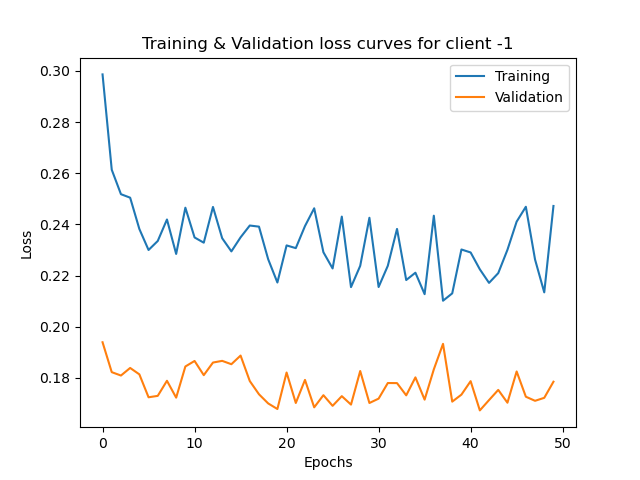 Training & Validation loss curves for client -1
Training
Validation
Loss
0.30
0.28
0.26
0.24
0.22
0.20
0.18
0 10 20 30 40 50
Epochs